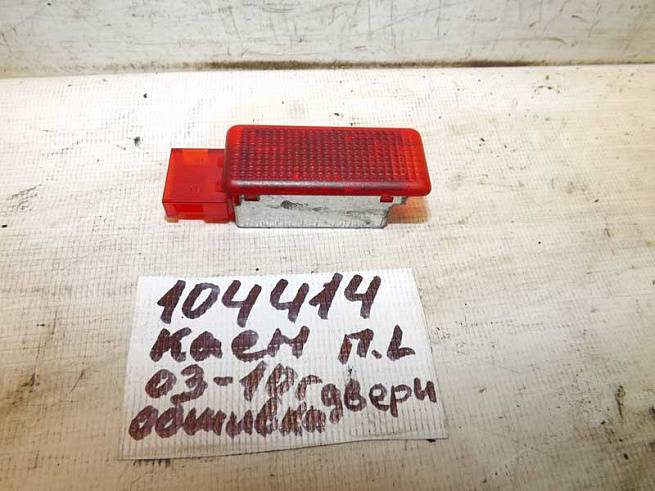 104414
каен П.L
03-10г двери
обшивка